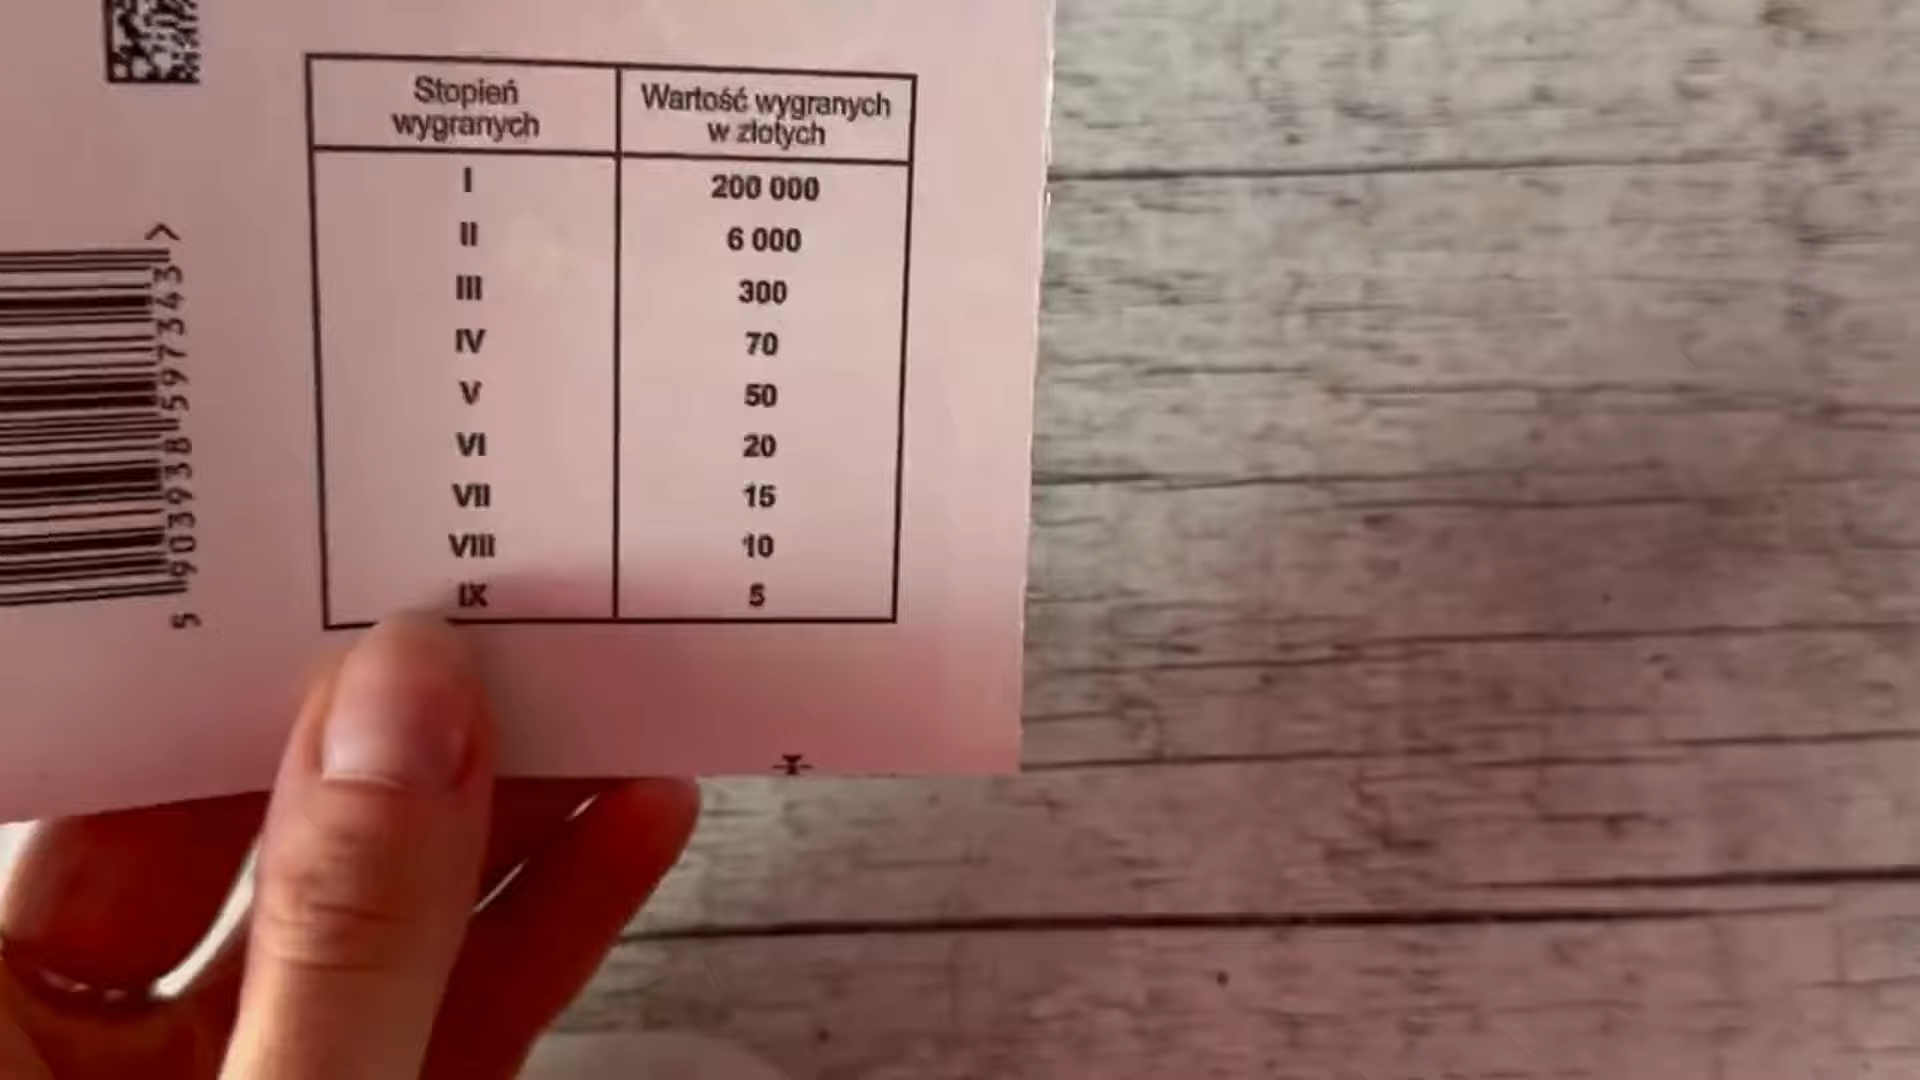 Stopień
wygranych
Wartość wygranych
w złotych
I 200 000
II 6 000
III 300
IV 70
V 50
VI 20
VII 15
VIII 10
IX 5
5 903938 597343 >